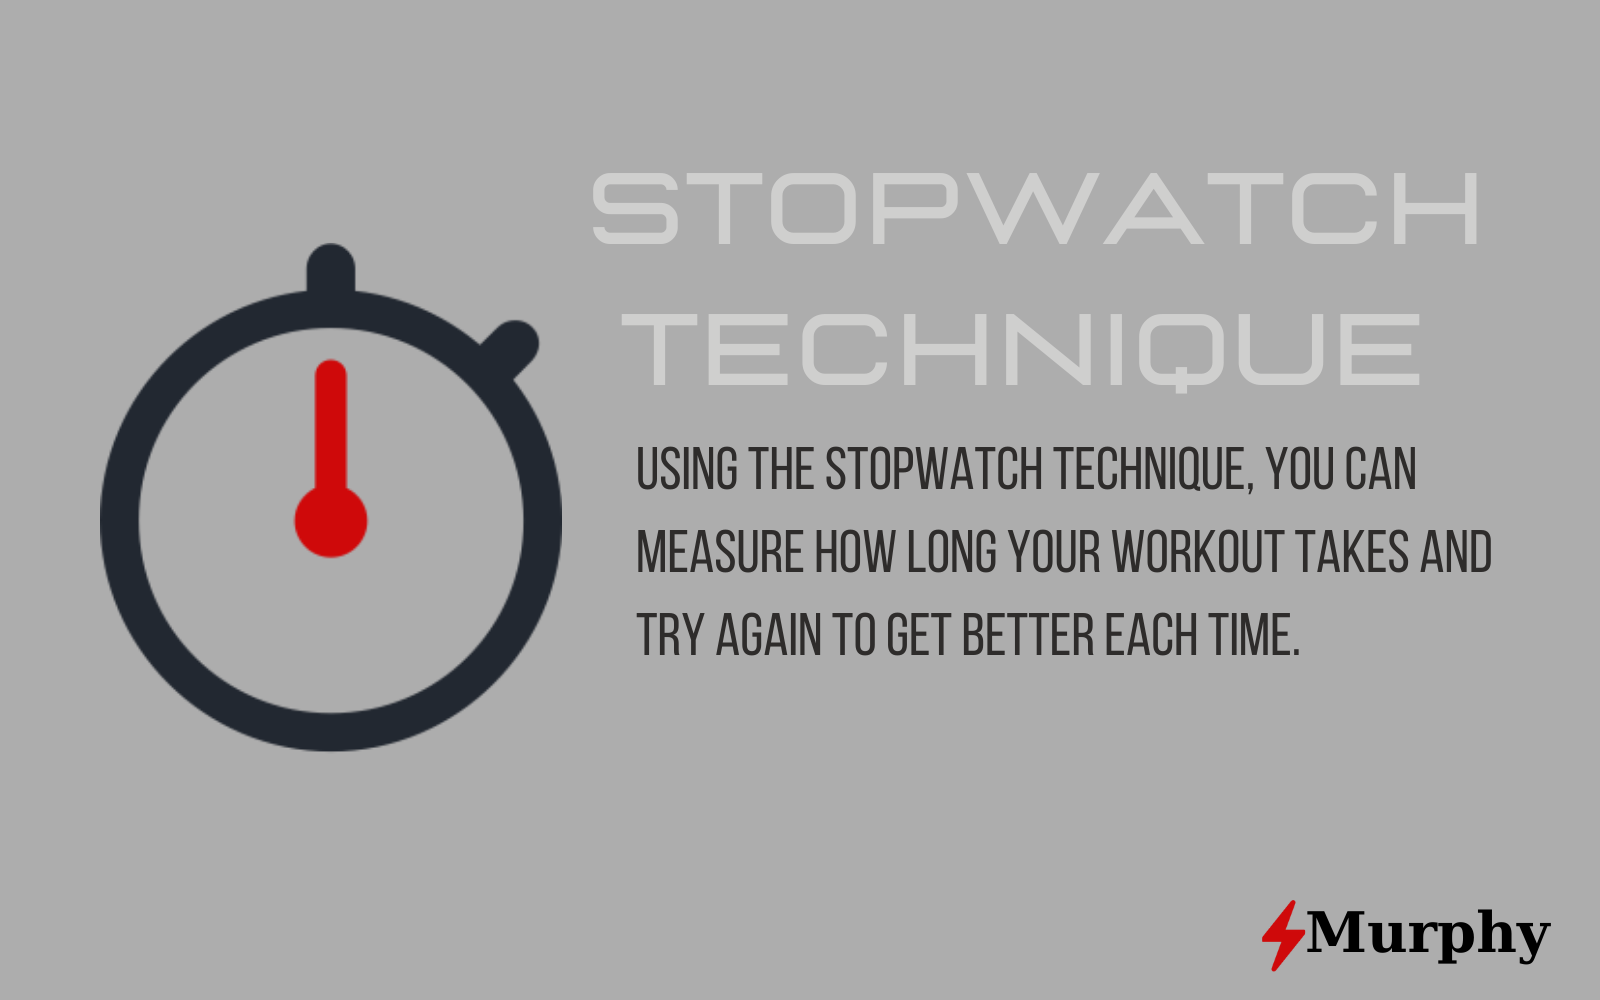 STOPWATCH
TECHNIQUE
USING THE STOPWATCH TECHNIQUE, YOU CAN
MEASURE HOW LONG YOUR WORKOUT TAKES AND
TRY AGAIN TO GET BETTER EACH TIME.
Murphy